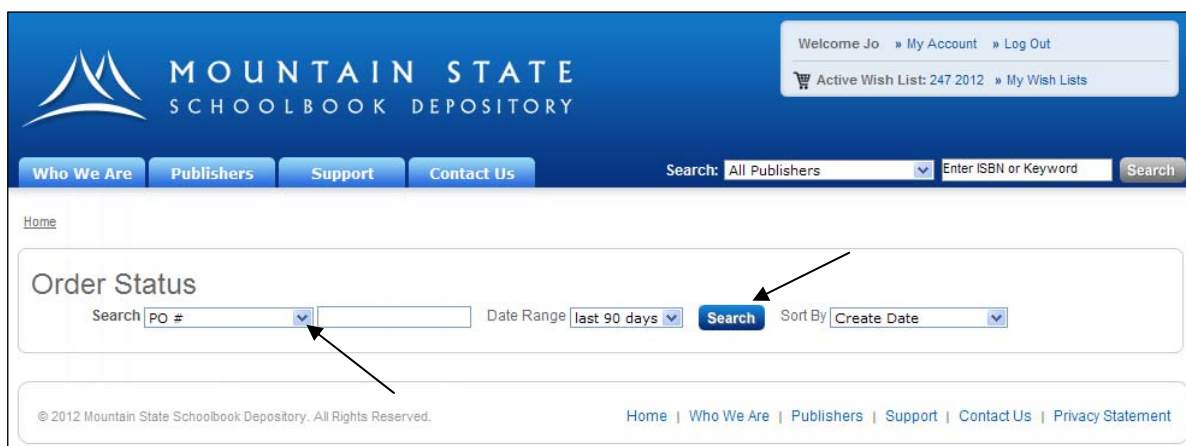 Welcome Jo » My Account » Log Out
Active Wish List: 247 2012 » My Wish Lists
MOUNTAIN STATE
SCHOOLBOOK DEPOSITORY
Who We Are Publishers Support Contact Us Search: All Publishers Enter ISBN or Keyword Search
Home
Order Status
Search PO # Date Range last 90 days Search Sort By Create Date
© 2012 Mountain State Schoolbook Depository. All Rights Reserved. Home | Who We Are | Publishers | Support | Contact Us | Privacy Statement